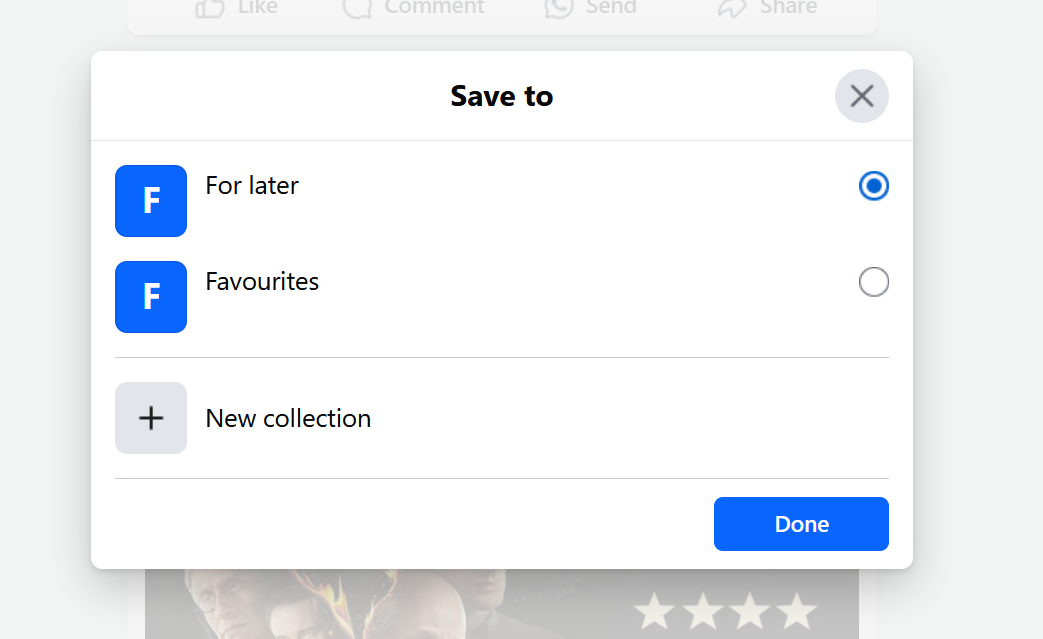 Like Comment Send Share
Save to
F For later
F Favourites
New collection
Done